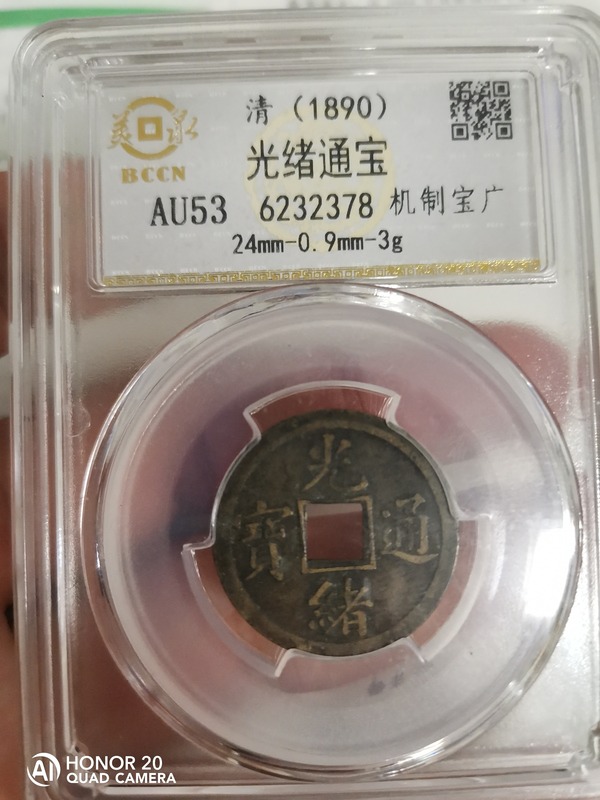 清（1890）
BCCN
光绪通宝
AU53 6232378 机制宝广
24mm-0.9mm-3g
光
寶 通
緒
HONOR 20
QUAD CAMERA